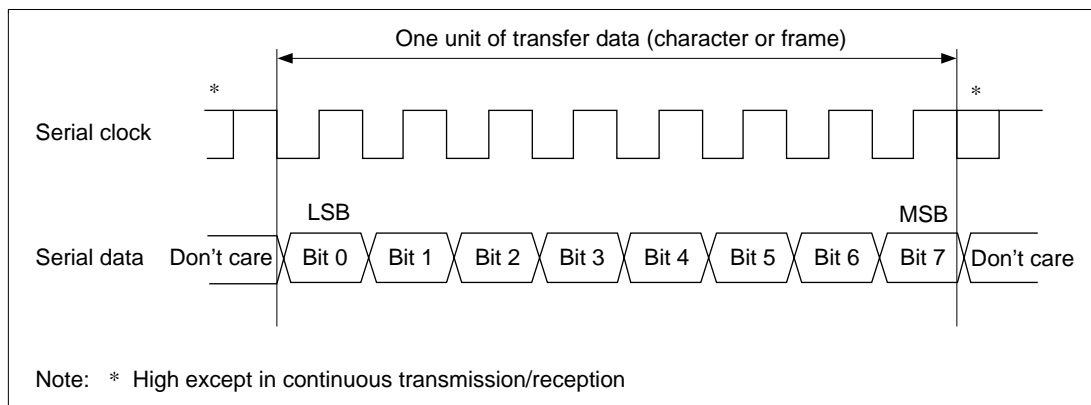 One unit of transfer data (character or frame)
* *
Serial clock
LSB MSB
Serial data Don't care Bit 0 Bit 1 Bit 2 Bit 3 Bit 4 Bit 5 Bit 6 Bit 7 Don't care
Note: * High except in continuous transmission/reception